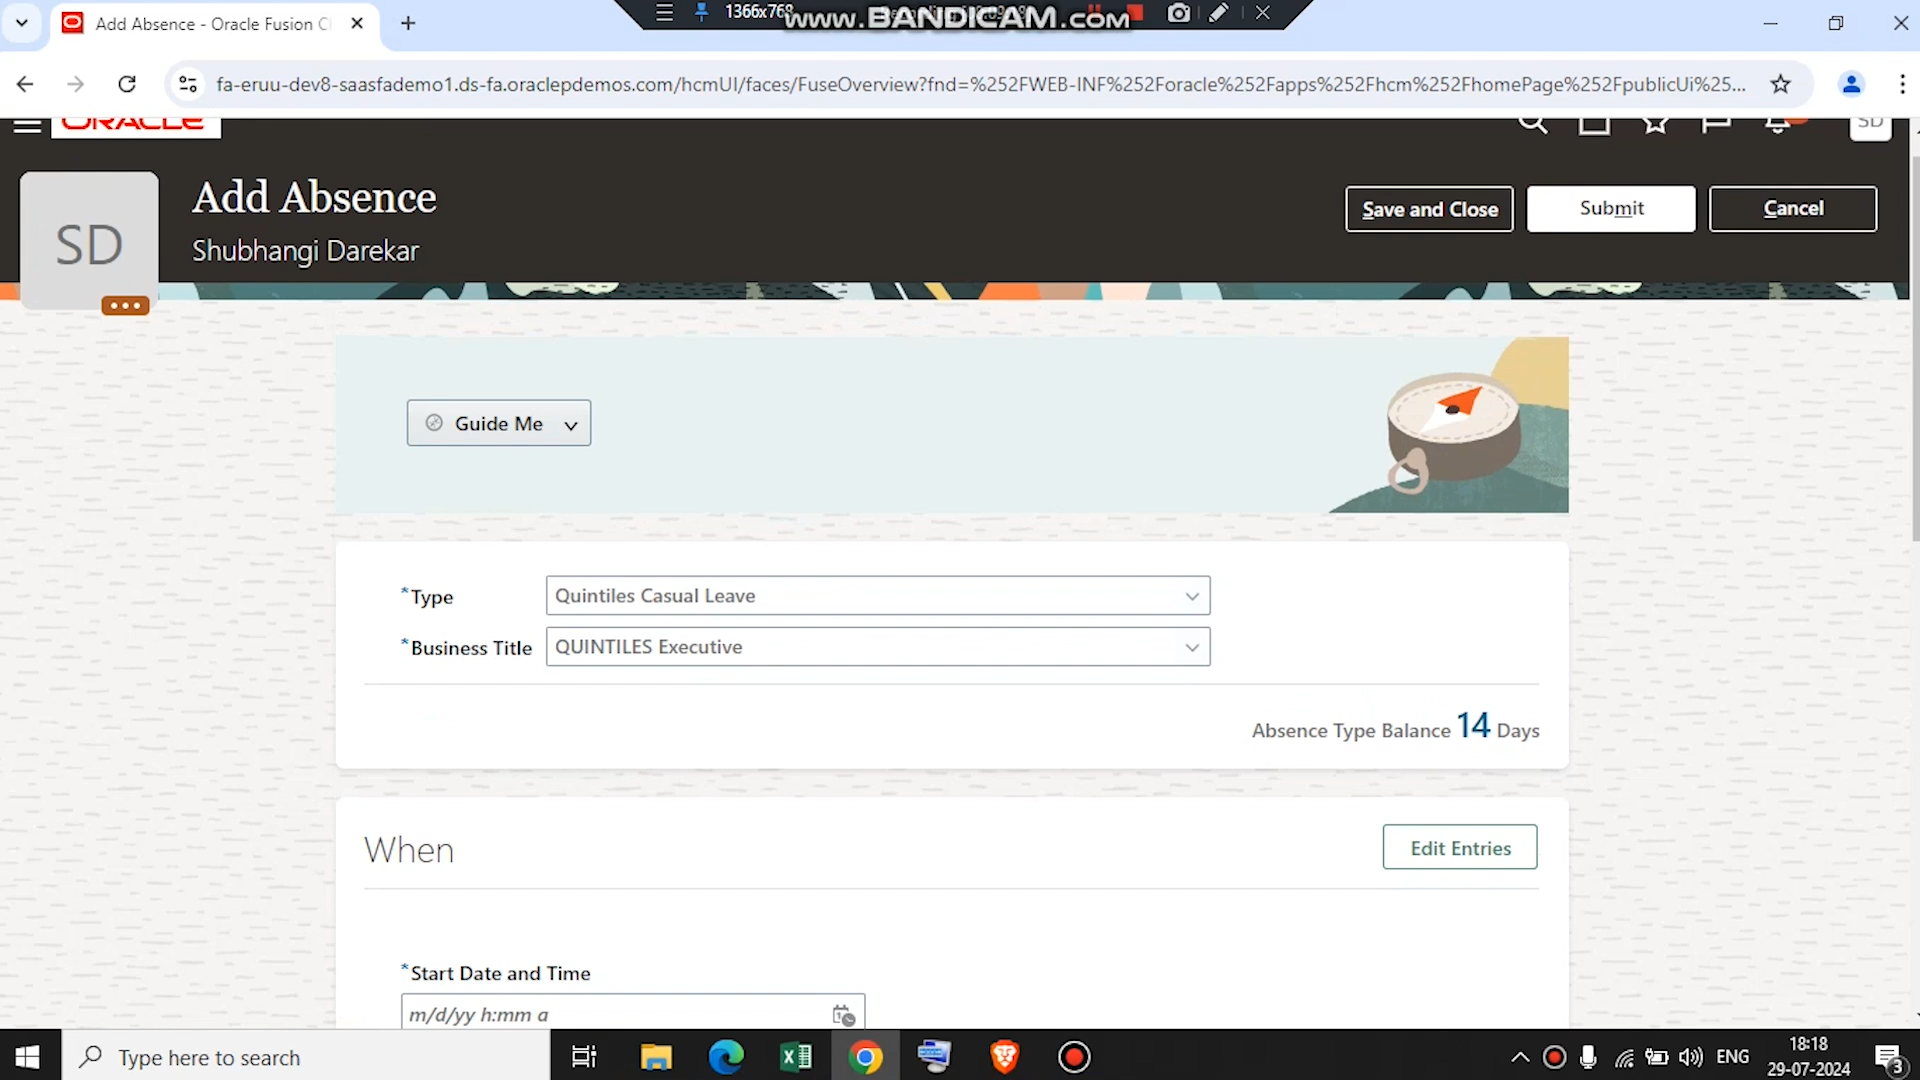 Add Absence - Oracle Fusion Cl
1366x768
www.BANDICAM.com
fa-eruu-dev8-saasfademo1.ds-fa.oraclepdemos.com/hcmUI/faces/FuseOverview?fnd=%252FWEB-INF%252Foracle%252Fapps%252Fhcm%252FhomePage%252FpublicUi%25...
ORACLE
SD
SD
Add Absence
Shubhangi Darekar
Save and Close
Submit
Cancel
Guide Me
*Type
Quintiles Casual Leave
*Business Title
QUINTILES Executive
Absence Type Balance 14 Days
When
Edit Entries
*Start Date and Time
m/d/yy h:mm a
Type here to search
ENG
18:18
29-07-2024
3